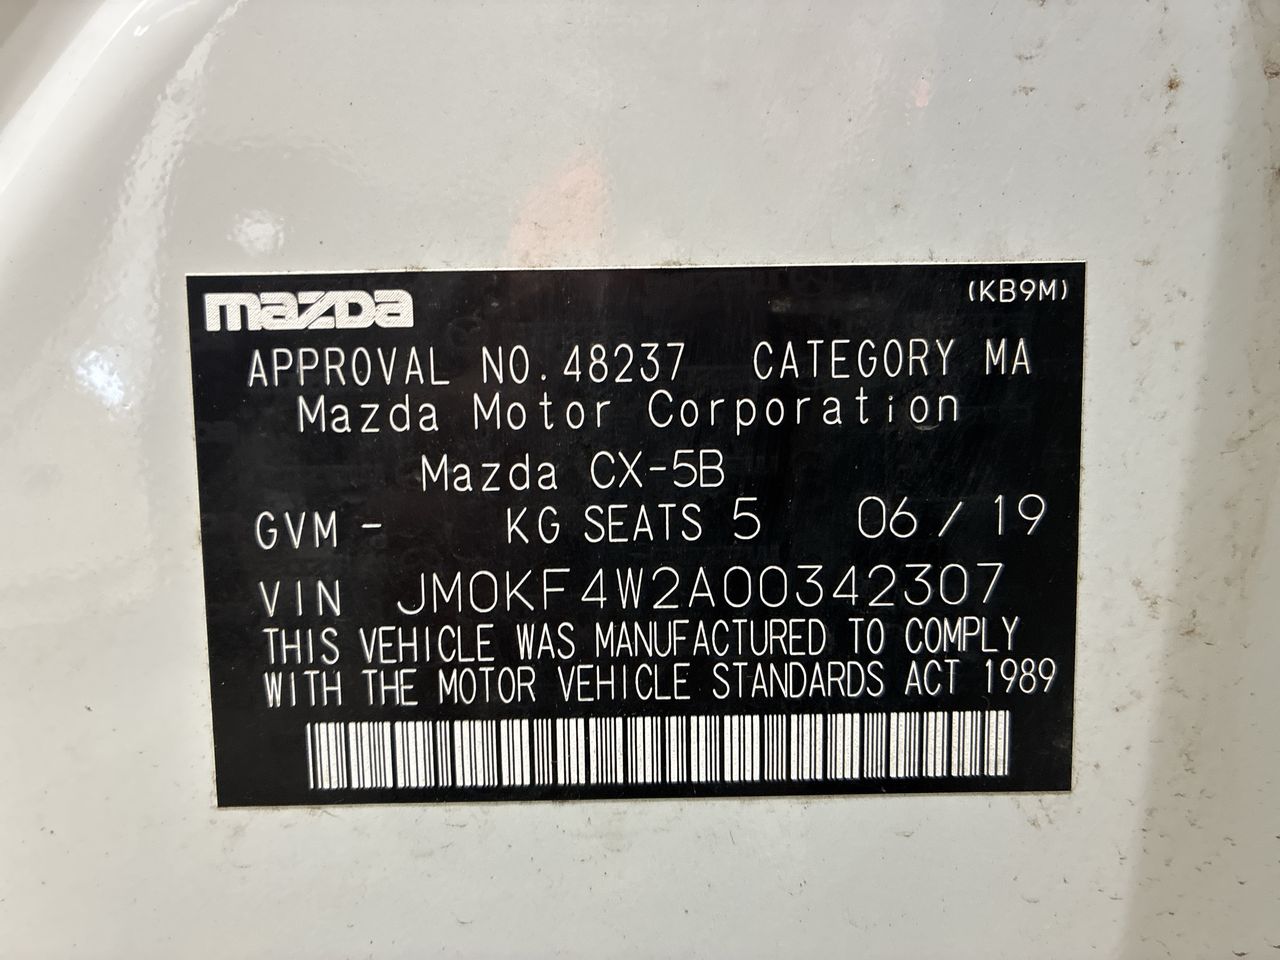 mazda (KB9M)
APPROVAL NO. 48237 CATEGORY MA
Mazda Motor Corporation
Mazda CX-5B
GVM - KG SEATS 5 06 / 19
VIN JM0KF4W2A00342307
THIS VEHICLE WAS MANUFACTURED TO COMPLY
WITH THE MOTOR VEHICLE STANDARDS ACT 1989